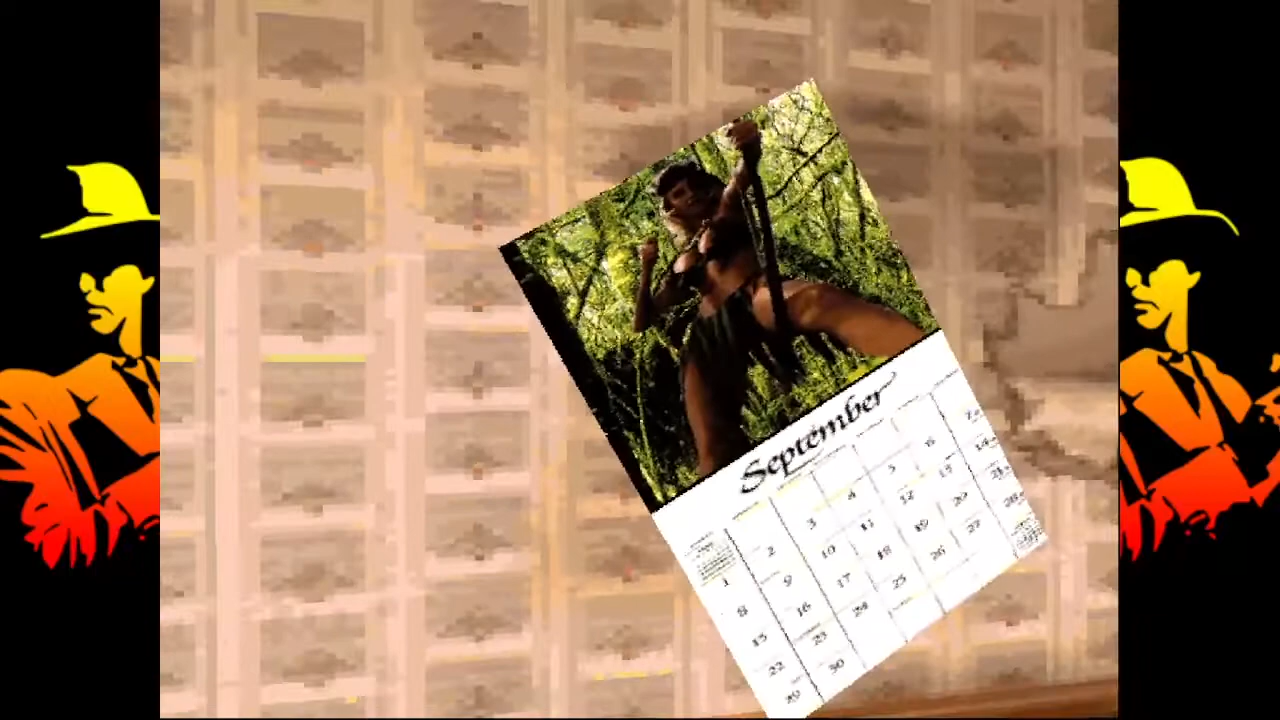 September
1 2 3 4 5 6 7
8 9 10 11 12 13 14
15 16 17 18 19 20 21
22 23 24 25 26 27 28
29 30